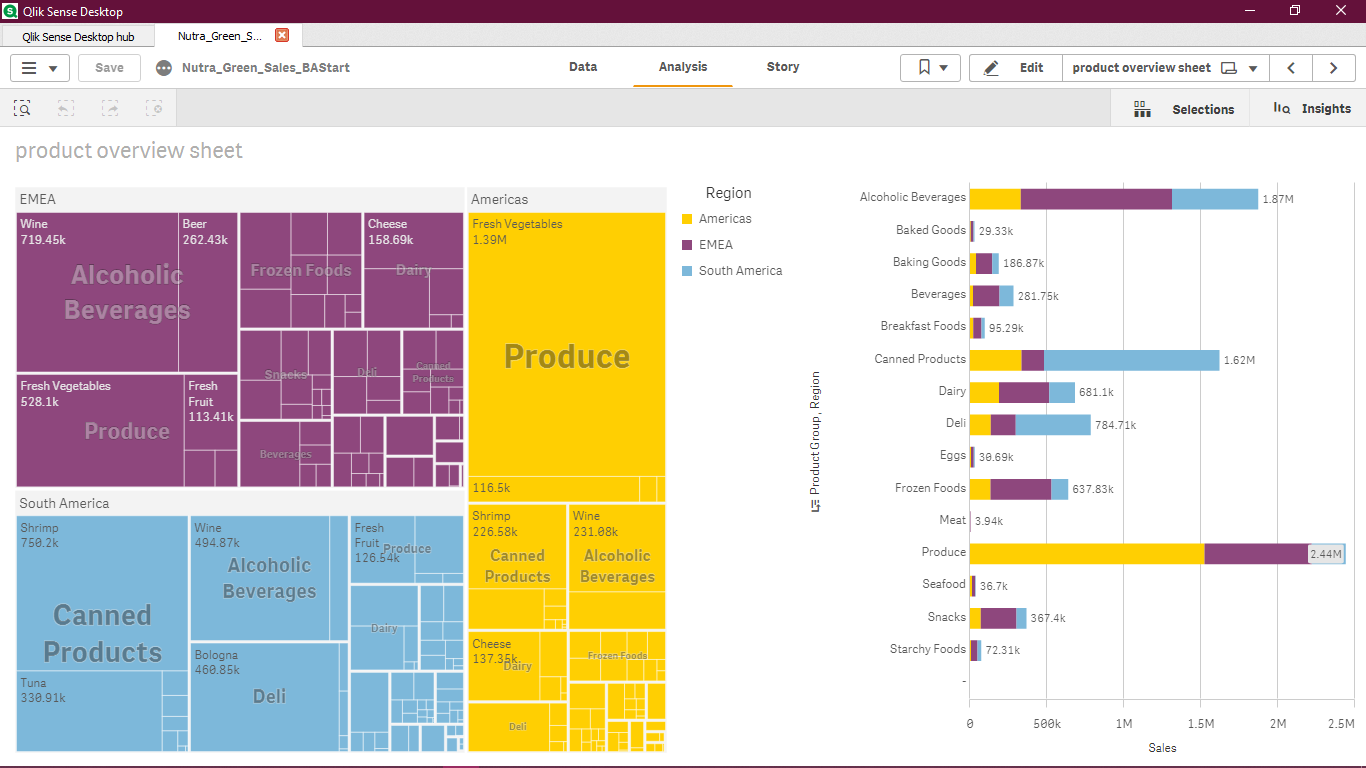 Qlik Sense Desktop
Qlik Sense Desktop hub
Nutra_Green_S...
Save
Nutra_Green_Sales_BAStart
Data
Analysis
Story
Edit
product overview sheet
Selections
Insights
product overview sheet
EMEA
Wine
719.45k
Beer
262.43k
Alcoholic
Beverages
Frozen Foods
Cheese
158.69k
Dairy
Snacks
Deli
Canned
Products
Fresh Vegetables
528.1k
Fresh
Fruit
113.41k
Produce
Beverages
South America
Shrimp
750.2k
Canned
Products
Tuna
330.91k
Wine
494.87k
Alcoholic
Beverages
Bologna
460.85k
Deli
Fresh
Fruit
126.54k
Produce
Dairy
Americas
Fresh Vegetables
1.39M
Produce
116.5k
Shrimp
226.58k
Canned
Products
Wine
231.08k
Alcoholic
Beverages
Cheese
137.35k
Dairy
Frozen Foods
Deli
Region
Americas
EMEA
South America
Product Group, Region
Alcoholic Beverages 1.87M
Baked Goods 29.33k
Baking Goods 186.87k
Beverages 281.75k
Breakfast Foods 95.29k
Canned Products 1.62M
Dairy 681.1k
Deli 784.71k
Eggs 30.69k
Frozen Foods 637.83k
Meat 3.94k
Produce 2.44M
Seafood 36.7k
Snacks 367.4k
Starchy Foods 72.31k
-
0 500k 1M 1.5M 2M 2.5M
Sales